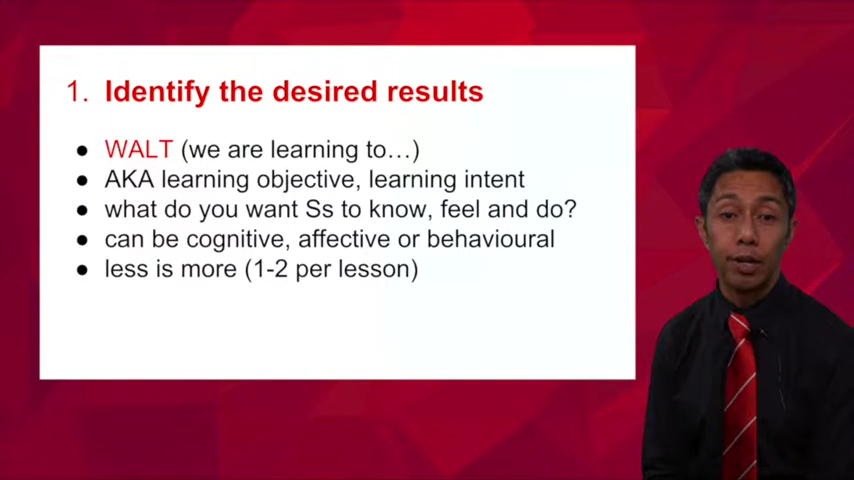 1. Identify the desired results
● WALT (we are learning to…)
● AKA learning objective, learning intent
● what do you want Ss to know, feel and do?
● can be cognitive, affective or behavioural
● less is more (1-2 per lesson)